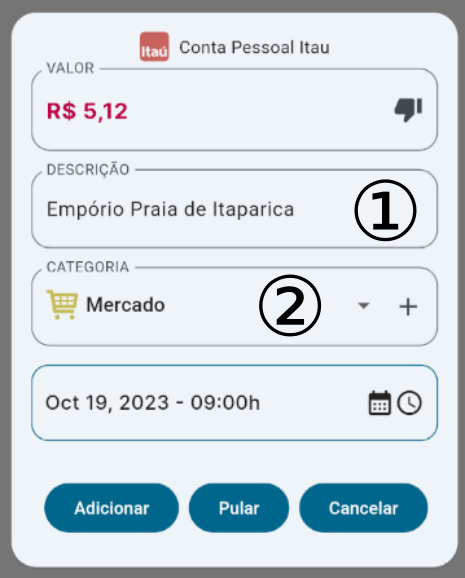 Itaú Conta Pessoal Itau
VALOR
R$ 5,12
DESCRIÇÃO
Empório Praia de Itaparica ①
CATEGORIA
Mercado ②
Oct 19, 2023 - 09:00h
Adicionar Pular Cancelar